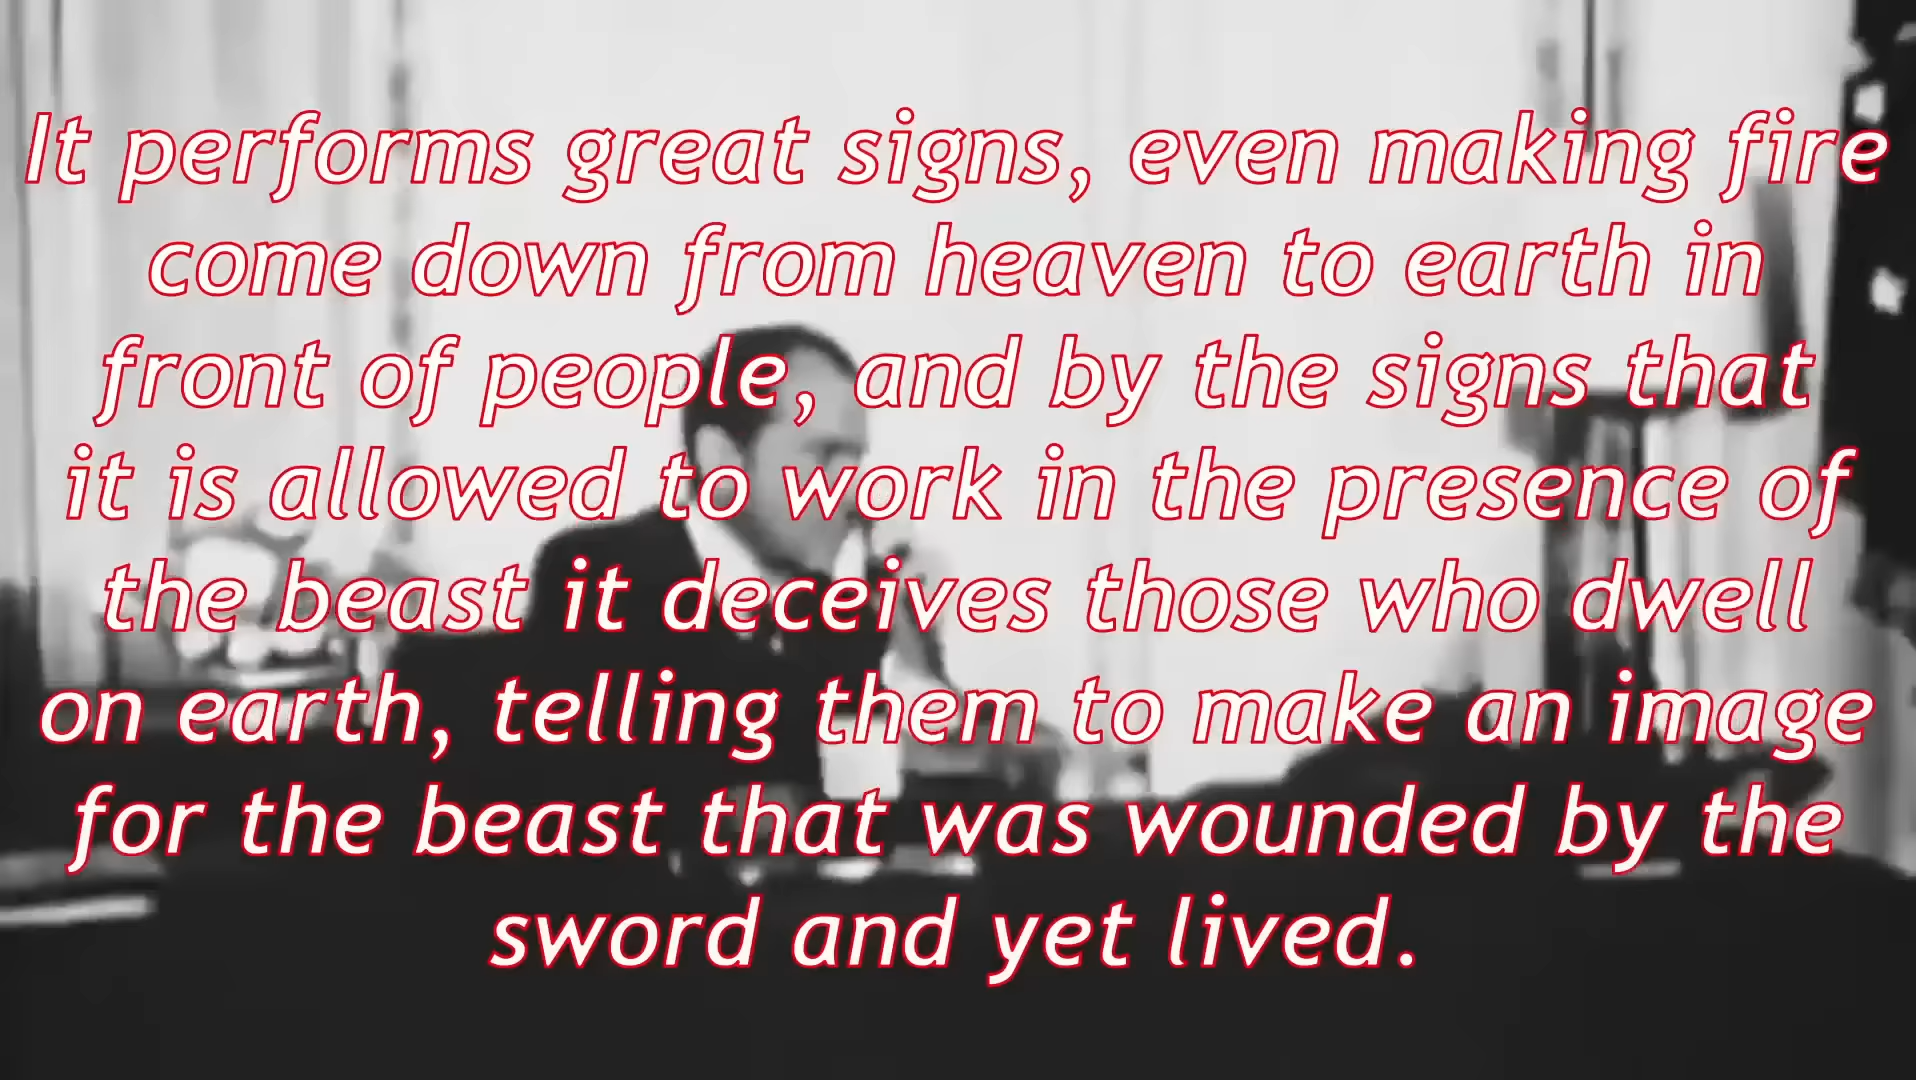 It performs great signs, even making fire
come down from heaven to earth in
front of people, and by the signs that
it is allowed to work in the presence of
the beast it deceives those who dwell
on earth, telling them to make an image
for the beast that was wounded by the
sword and yet lived.